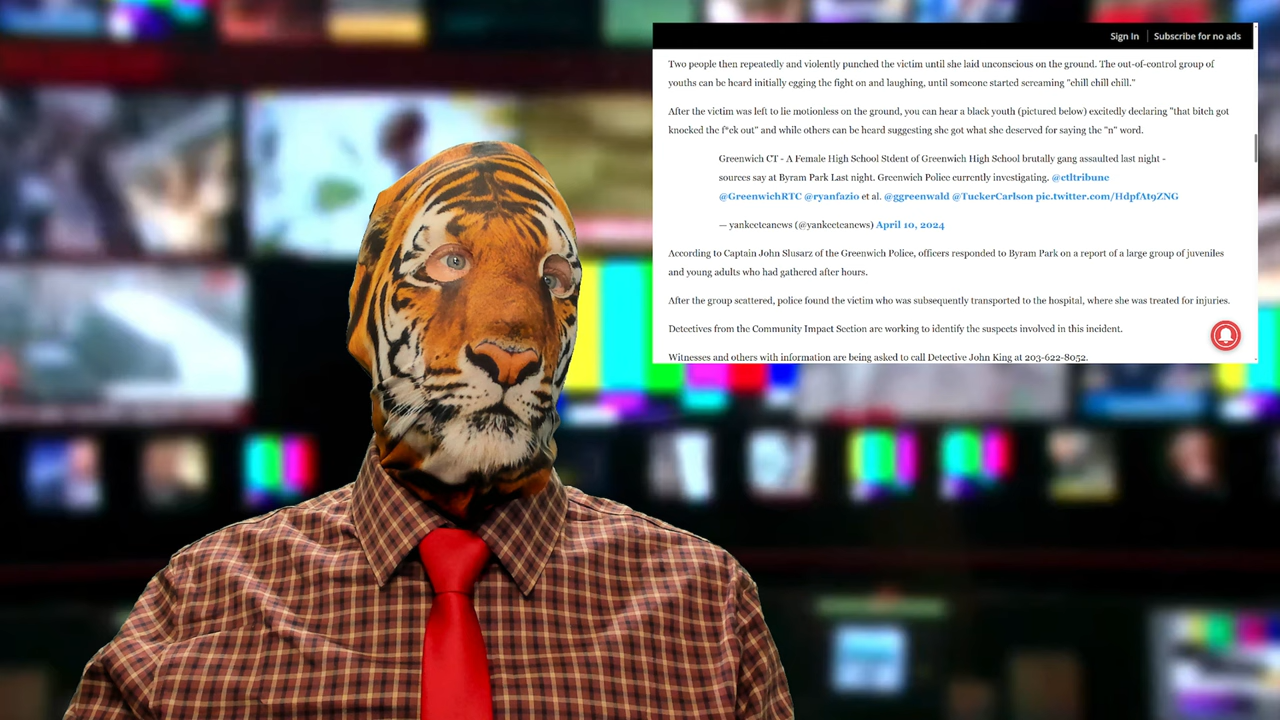 Sign In | Subscribe for no ads
Two people then repeatedly and violently punched the victim until she laid unconscious on the ground. The out-of-control group of
youths can be heard initially egging the fight on and laughing, until someone started screaming "chill chill chill."
After the victim was left to lie motionless on the ground, you can hear a black youth (pictured below) excitedly declaring "that bitch got
knocked the f*ck out" and while others can be heard suggesting she got what she deserved for saying the "n" word.
Greenwich CT - A Female High School Stdent of Greenwich High School brutally gang assaulted last night -
sources say at Byram Park Last night. Greenwich Police currently investigating. @ctltribune
@GreenwichRTC @ryanfazio et al. @ggreenwald @TuckerCarlson pic.twitter.com/HdpfAtgZNG
— yankeeteanews (@yankeeteanews) April 10, 2024
According to Captain John Slusarz of the Greenwich Police, officers responded to Byram Park on a report of a large group of juveniles
and young adults who had gathered after hours.
After the group scattered, police found the victim who was subsequently transported to the hospital, where she was treated for injuries.
Detectives from the Community Impact Section are working to identify the suspects involved in this incident.
Witnesses and others with information are being asked to call Detective John King at 203-622-8052.